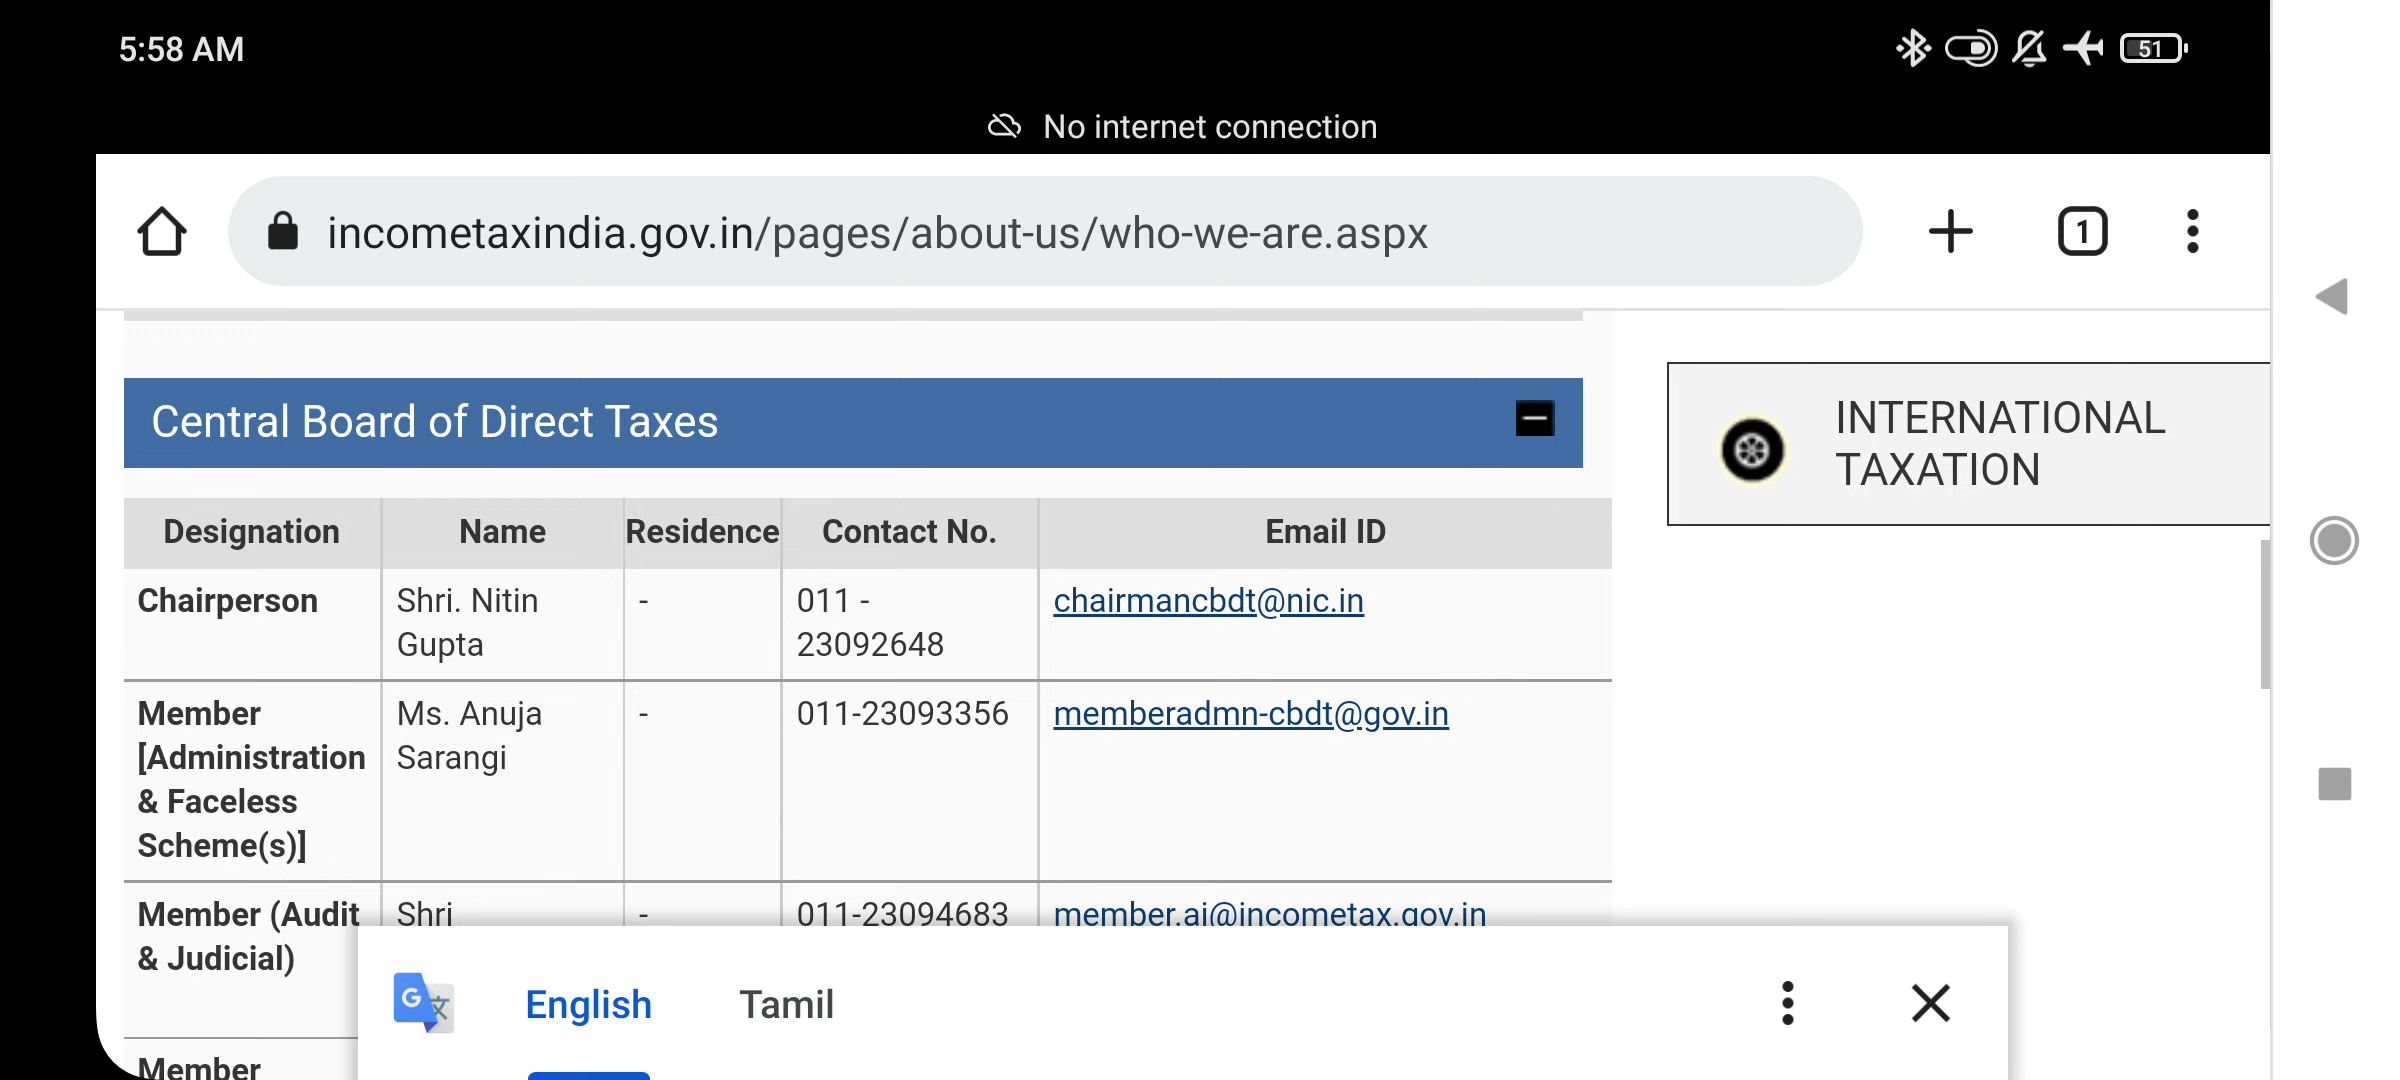 5:58 AM
51
No internet connection
incometaxindia.gov.in/pages/about-us/who-we-are.aspx
1
Central Board of Direct Taxes
INTERNATIONAL
TAXATION
Designation Name Residence Contact No. Email ID
Chairperson Shri. Nitin - 011 - chairmancbdt@nic.in
Gupta 23092648
Member Ms. Anuja - 011-23093356 memberadmn-cbdt@gov.in
[Administration Sarangi
& Faceless
Scheme(s)]
Member (Audit Shri - 011-23094683 member.aj@incometax.gov.in
& Judicial)
Member
G 文 English Tamil